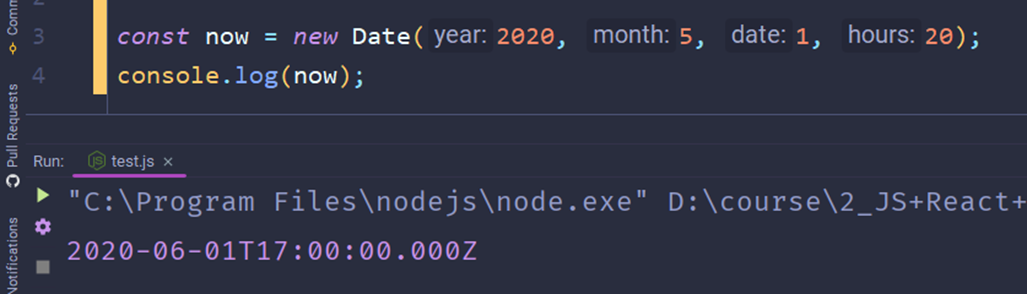 Comm
Pull Requests
Notifications
2
3 const now = new Date( year: 2020, month: 5, date: 1, hours: 20);
4 console.log(now);
Run: JS test.js ×
"C:\Program Files\nodejs\node.exe" D:\course\2_JS+React+
2020-06-01T17:00:00.000Z